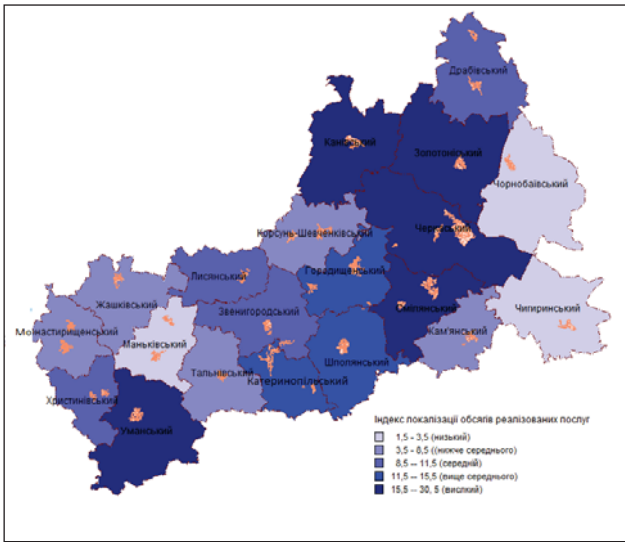 Драбівський
Канівський
Золотоніський
Чорнобаївський
Корсунь-Шевченківський
Черкаський
Лисянський
Городищенський
Жашківський
Смілянський
Звенигородський
Чигиринський
Монастирищенський
Кам'янський
Маньківський
Шполянський
Тальнівський
Катеринопільський
Христинівський
Уманський
Індекс локалізації обсягів реалізованих послуг
1,5 - 3,5 (низький)
3,5 - 8,5 ((нижче середнього)
8,5 -- 11,5 (середній)
11,5 -- 15,5 (вище середнього)
15,5 -- 30, 5 (вислкий)